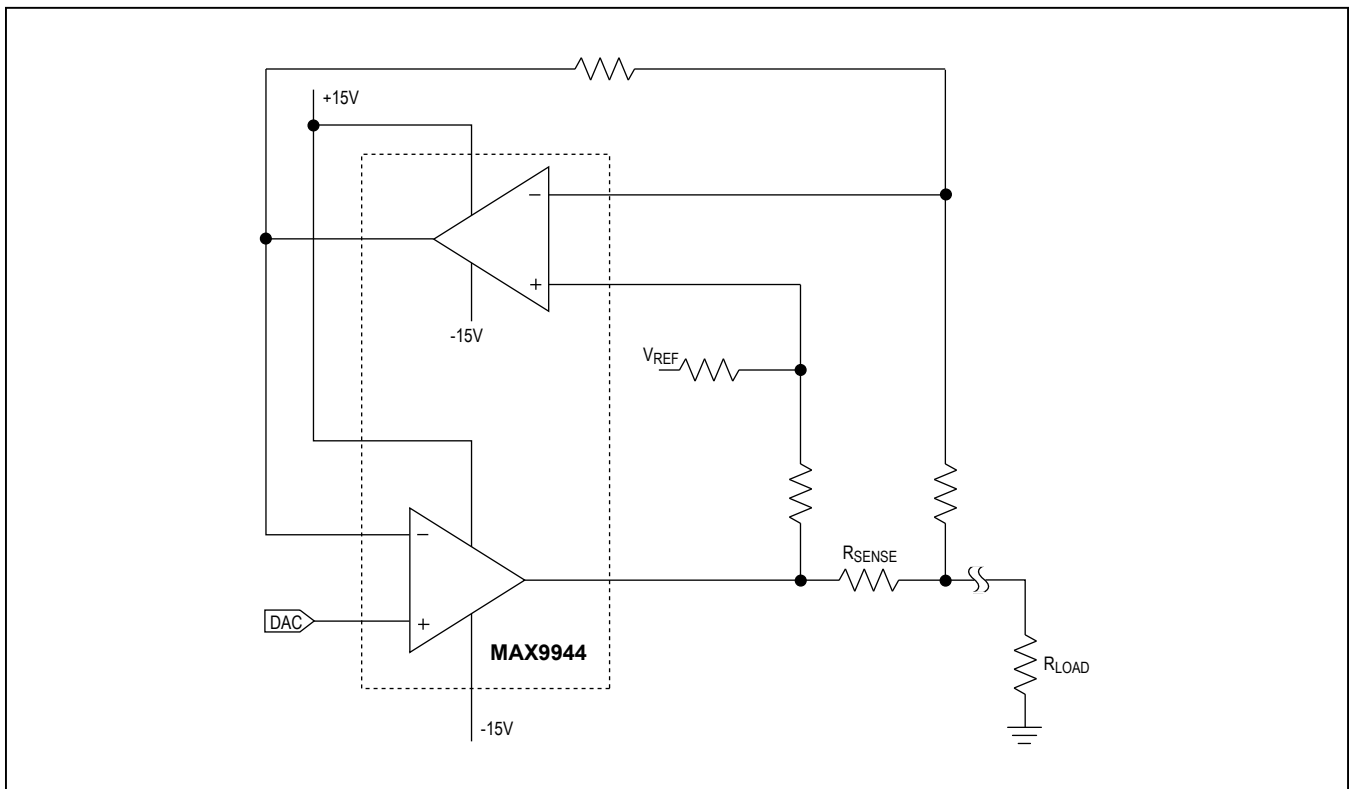 +15V
−
+
-15V
VREF
−
RSENSE
DAC
+
MAX9944
RLOAD
-15V